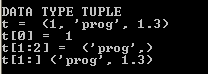 DATA TYPE TUPLE
t =  (1, 'prog', 1.3)
t[0] =  1
t[1:2] =  ('prog',)
t[1:] ('prog', 1.3)